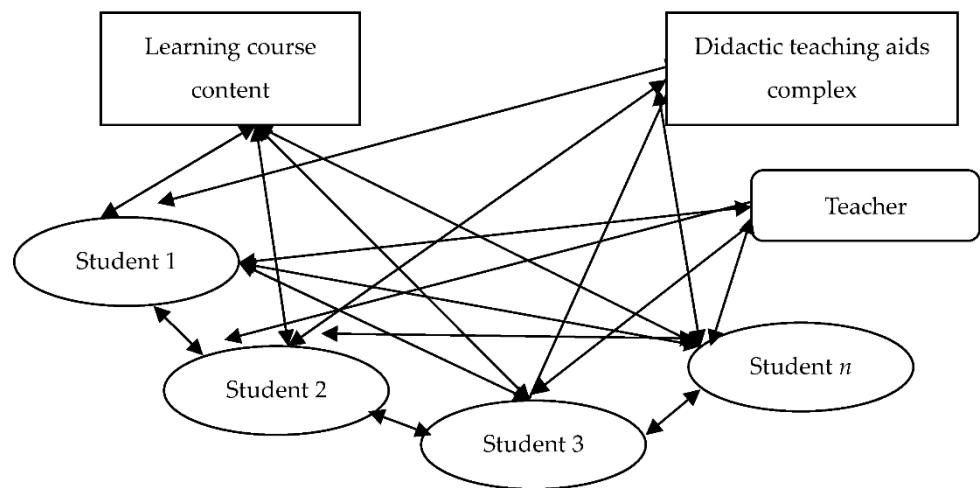 Learning course
content
Didactic teaching aids
complex
Teacher
Student 1
Student 2
Student n
Student 3